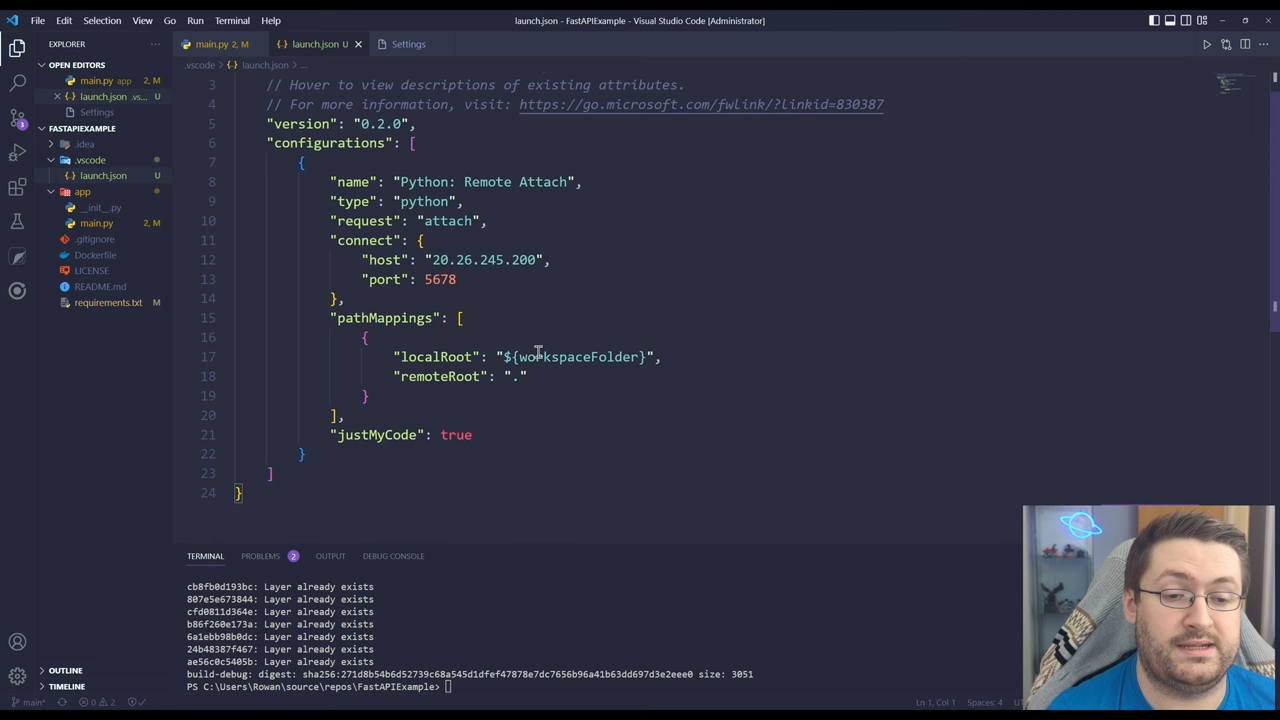 File Edit Selection View Go Run Terminal Help
launch.json - FastAPIExample - Visual Studio Code [Administrator]
EXPLORER
OPEN EDITORS
main.py app
launch.json .vs... U
Settings
FASTAPIEXAMPLE
.idea
.vscode
launch.json U
app
__init__.py
main.py 2, M
.gitignore
Dockerfile
LICENSE
README.md
requirements.txt M
OUTLINE
TIMELINE
3
main.py 2, M launch.json U Settings
.vscode launch.json ...
3 // Hover to view descriptions of existing attributes.
4 // For more information, visit: https://go.microsoft.com/fwlink/?linkid=830387
5 "version": "0.2.0",
6 "configurations": [
7 {
8 "name": "Python: Remote Attach",
9 "type": "python",
10 "request": "attach",
11 "connect": {
12 "host": "20.26.245.200",
13 "port": 5678
14 },
15 "pathMappings": [
16 {
17 "localRoot": "${workspaceFolder}",
18 "remoteRoot": "."
19 }
20 ],
21 "justMyCode": true
22 }
23 ]
24 }
TERMINAL PROBLEMS 2 OUTPUT DEBUG CONSOLE
cb8fb0d193bc: Layer already exists
807e5e673844: Layer already exists
cfd0811d364e: Layer already exists
b86f260e173a: Layer already exists
6a1ebb98b0dc: Layer already exists
24b48387f467: Layer already exists
ae56c0c5405b: Layer already exists
build-debug: digest: sha256:271d8b54b6d52739c68a545d1dfef47878e7dc7656b96a41b63dd697d3e2eee0 size: 3051
PS C:\Users\Rowan\source\repos\FastAPIExample>
main* 0 2 Ln 1, Col 1 Spaces: 4